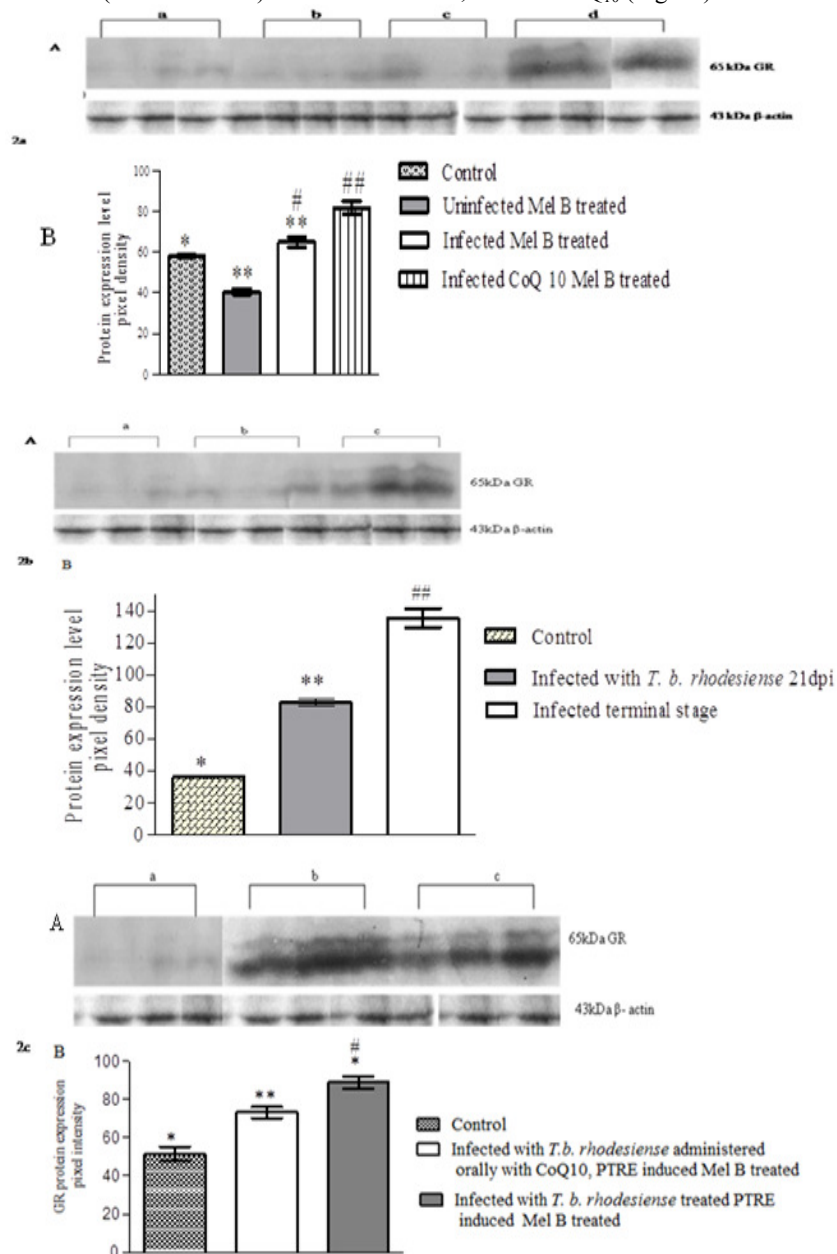 a b c d
A
65 kDa GR
43 kDa β-actin
2a
B
Protein expression level
pixel density
100
80
60
40
20
0
*
**
#
**
##
Control
Uninfected Mel B treated
Infected Mel B treated
Infected CoQ 10 Mel B treated
A
a b c
65kDa GR
43kDa β-actin
2b B
Protein expression level
pixel density
140
120
100
80
60
40
20
0
*
**
##
Control
Infected with T. b. rhodesiense 21dpi
Infected terminal stage
a b c
A
65kDa GR
43kDa β- actin
2c B
GR protein expression
pixel intensity
100
80
60
40
20
0
*
**
#
*
Control
Infected with T.b. rhodesiense administered
orally with CoQ10, PTRE induced Mel B treated
Infected with T. b. rhodesiense treated PTRE
induced Mel B treated